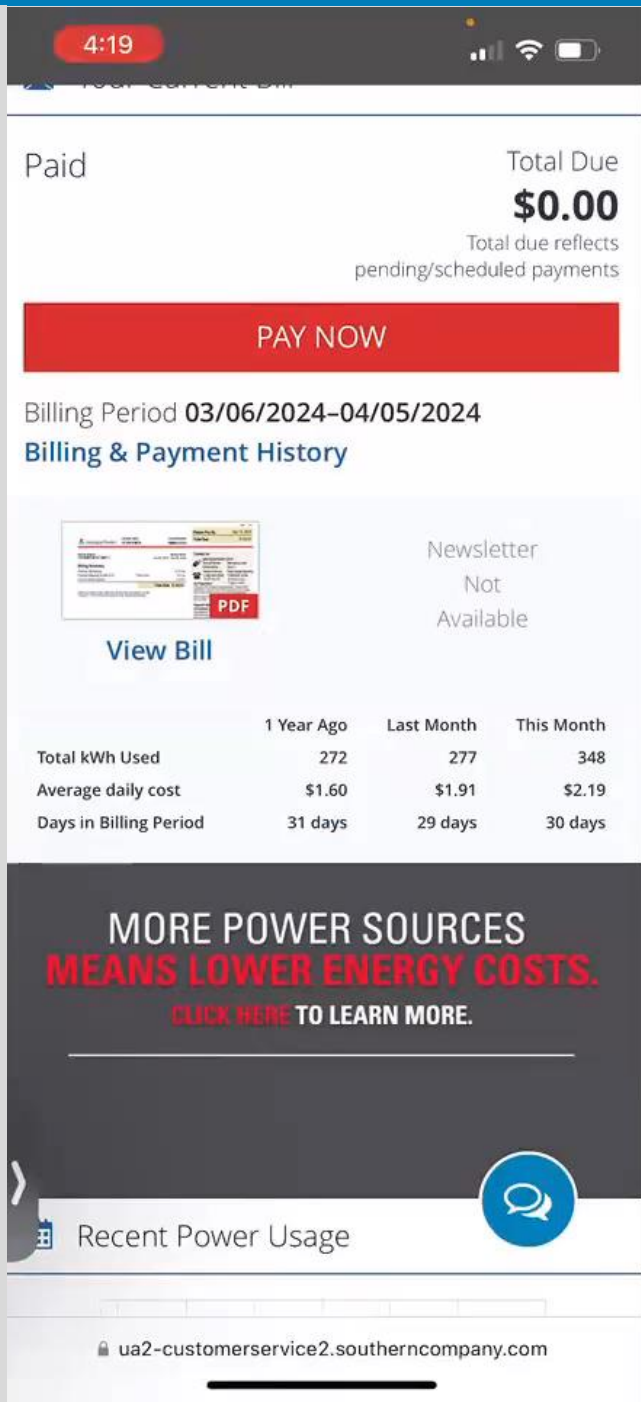 4:19
Your Current Bill
Paid
Total Due
$0.00
Total due reflects
pending/scheduled payments
PAY NOW
Billing Period 03/06/2024–04/05/2024
Billing & Payment History
PDF
View Bill
Newsletter
Not
Available
1 Year Ago Last Month This Month
Total kWh Used 272 277 348
Average daily cost $1.60 $1.91 $2.19
Days in Billing Period 31 days 29 days 30 days
MORE POWER SOURCES
MEANS LOWER ENERGY COSTS.
CLICK HERE TO LEARN MORE.
Recent Power Usage
ua2-customerservice2.southerncompany.com